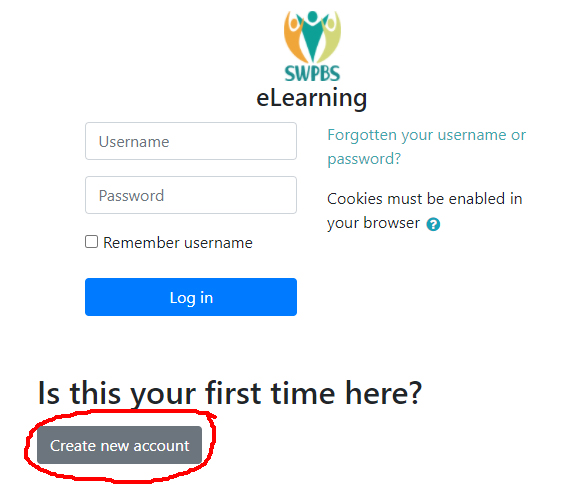 SWPBS
eLearning
Username
Password
Remember username
Log in
Forgotten your username or
password?
Cookies must be enabled in
your browser ?
Is this your first time here?
Create new account